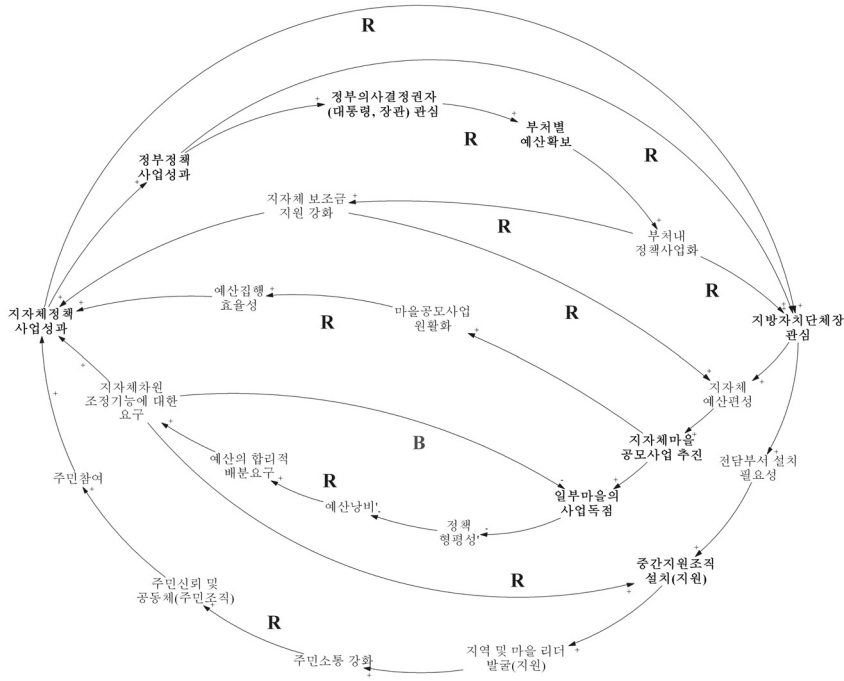 R
정부의사결정권자
(대통령, 장관) 관심
부처별
예산확보
R
R
정부정책
사업성과
지자체 보조금
지원 강화
R
부처내
정책사업화
예산집행
효율성
R
지자체정책
사업성과
마을공모사업
원활화
R
R
지방자치단체장
관심
지자체차원
조정기능에 대한
요구
지자체
예산편성
B
지자체마을
공모사업 추진
예산의 합리적
배분요구
전담부서 설치
필요성
주민참여
R
예산낭비'
일부마을의
사업독점
정책
형평성'
중간지원조직
설치(지원)
R
주민신뢰 및
공동체(주민조직)
R
주민소통 강화
지역 및 마을 리더
발굴(지원)